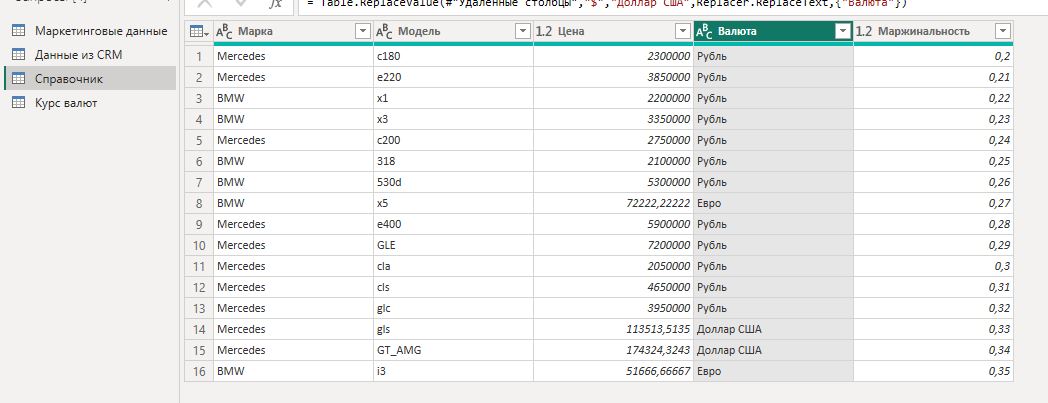 = Table.ReplaceValue(#"Удаленные столбцы","$","Доллар США",Replacer.ReplaceText,{"Валюта"})
Маркетинговые данные
Данные из CRM
Справочник
Курс валют
ABC Марка ABC Модель 1.2 Цена ABC Валюта 1.2 Маржинальность
1 Mercedes c180 2300000 Рубль 0,2
2 Mercedes e220 3850000 Рубль 0,21
3 BMW x1 2200000 Рубль 0,22
4 BMW x3 3350000 Рубль 0,23
5 Mercedes c200 2750000 Рубль 0,24
6 BMW 318 2100000 Рубль 0,25
7 BMW 530d 5300000 Рубль 0,26
8 BMW x5 72222,22222 Евро 0,27
9 Mercedes e400 5900000 Рубль 0,28
10 Mercedes GLE 7200000 Рубль 0,29
11 Mercedes cla 2050000 Рубль 0,3
12 Mercedes cls 4650000 Рубль 0,31
13 Mercedes glc 3950000 Рубль 0,32
14 Mercedes gls 113513,5135 Доллар США 0,33
15 Mercedes GT_AMG 174324,3243 Доллар США 0,34
16 BMW i3 51666,66667 Евро 0,35